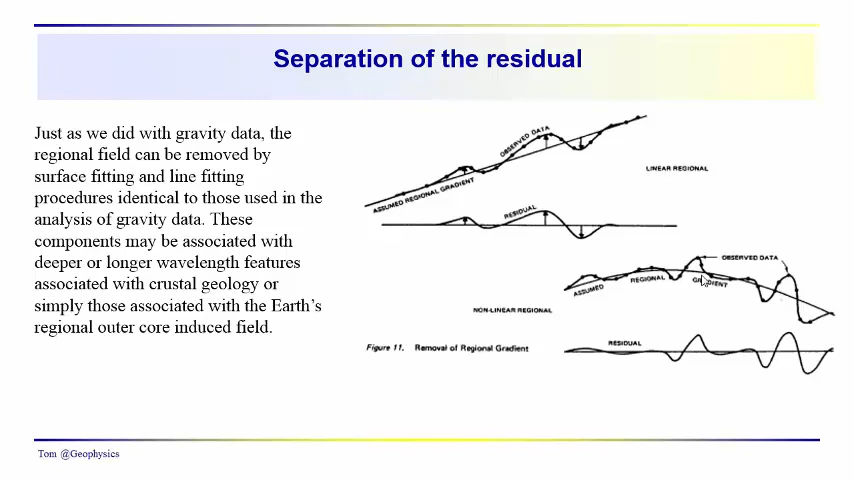 Separation of the residual
Just as we did with gravity data, the
regional field can be removed by
surface fitting and line fitting
procedures identical to those used in the
analysis of gravity data. These
components may be associated with
deeper or longer wavelength features
associated with crustal geology or
simply those associated with the Earth’s
regional outer core induced field.
OBSERVED DATA
ASSUMED REGIONAL GRADIENT
LINEAR REGIONAL
RESIDUAL
OBSERVED DATA
ASSUMED REGIONAL GRADIENT
NON-LINEAR REGIONAL
RESIDUAL
Figure 11. Removal of Regional Gradient
Tom @Geophysics